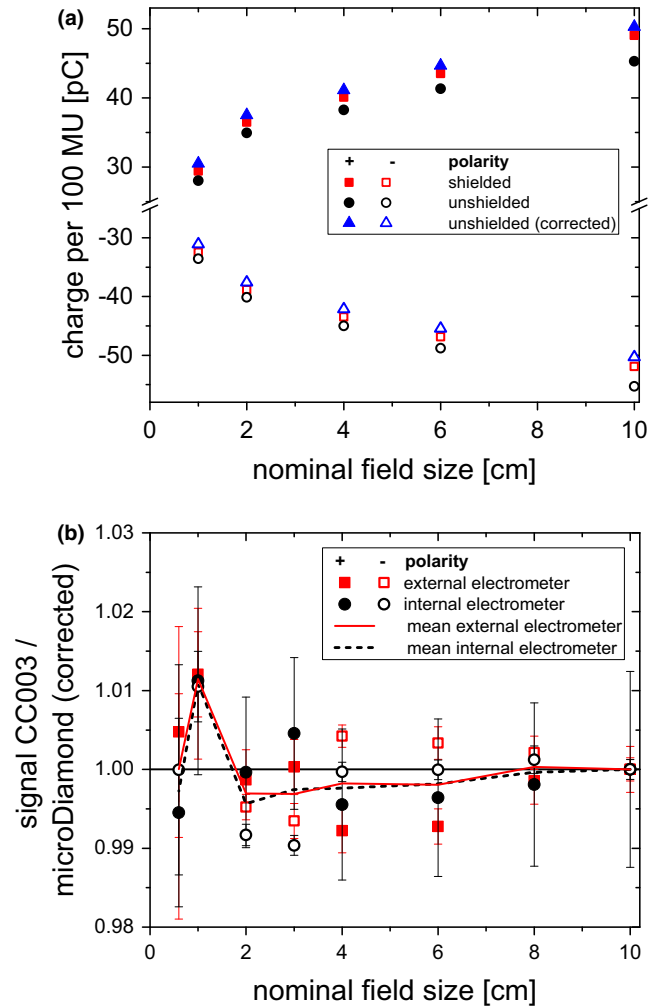 (a)
charge per 100 MU [pC]
50
40
30
-30
-40
-50
+ - polarity
shielded
unshielded
unshielded (corrected)
0 2 4 6 8 10
nominal field size [cm]
(b)
signal CC003 /
microDiamond (corrected)
1.03
1.02
1.01
1.00
0.99
0.98
+ - polarity
external electrometer
internal electrometer
mean external electrometer
mean internal electrometer
0 2 4 6 8 10
nominal field size [cm]